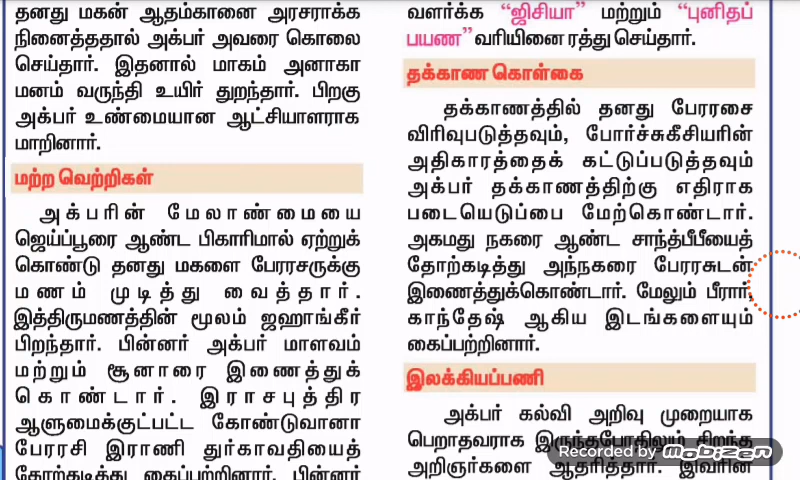 தனது மகன் ஆதம்கானை அரசராக்க
நினைத்ததால் அக்பர் அவரை கொலை
செய்தார். இதனால் மாகம் அனாகா
மனம் வருந்தி உயிர் துறந்தார். பிறகு
அக்பர் உண்மையான ஆட்சியாளராக
மாறினார்.
மற்ற வெற்றிகள்
அக்பரின் மேலாண்மையை
ஜெய்ப்பூரை ஆண்ட பிகாரிமால் ஏற்றுக்
கொண்டு தனது மகளை பேரரசருக்கு
மணம் முடித்து வைத்தார்.
இத்திருமணத்தின் மூலம் ஜஹாங்கீர்
பிறந்தார். பின்னர் அக்பர் மாளவம்
மற்றும் சூனாரை இணைத்துக்
கொண்டார். இராசபுத்திர
ஆளுமைக்குட்பட்ட கோண்டுவானா
பேரரசி இராணி துர்காவதியைத்
தோற்கடித்து கைப்பற்றினார். பின்னர்
வளர்க்க “ஜிசியா” மற்றும் “புனிதப்
பயண” வரியினை ரத்து செய்தார்.
தக்காண கொள்கை
தக்காணத்தில் தனது பேரரசை
விரிவுபடுத்தவும், போர்ச்சுகீசியரின்
அதிகாரத்தைக் கட்டுப்படுத்தவும்
அக்பர் தக்காணத்திற்கு எதிராக
படையெடுப்பை மேற்கொண்டார்.
அகமது நகரை ஆண்ட சாந்த்பீபீயைத்
தோற்கடித்து அந்நகரை பேரரசுடன்
இணைத்துக்கொண்டார். மேலும் பீரார்,
காந்தேஷ் ஆகிய இடங்களையும்
கைப்பற்றினார்.
இலக்கியப்பணி
அக்பர் கல்வி அறிவு முறையாக
பெறாதவராக இருந்தபோதிலும் சிறந்த
அறிஞர்களை ஆதரித்தார். இவரின்
Recorded by Mobizen